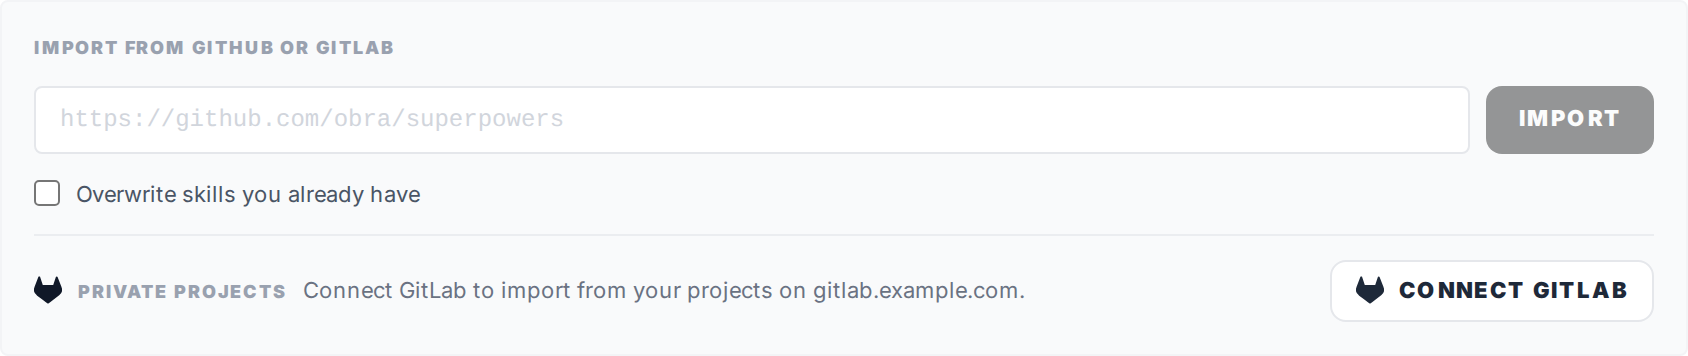 IMPORT FROM GITHUB OR GITLAB
https://github.com/obra/superpowers
IMPORT
Overwrite skills you already have
PRIVATE PROJECTS Connect GitLab to import from your projects on gitlab.example.com.
CONNECT GITLAB